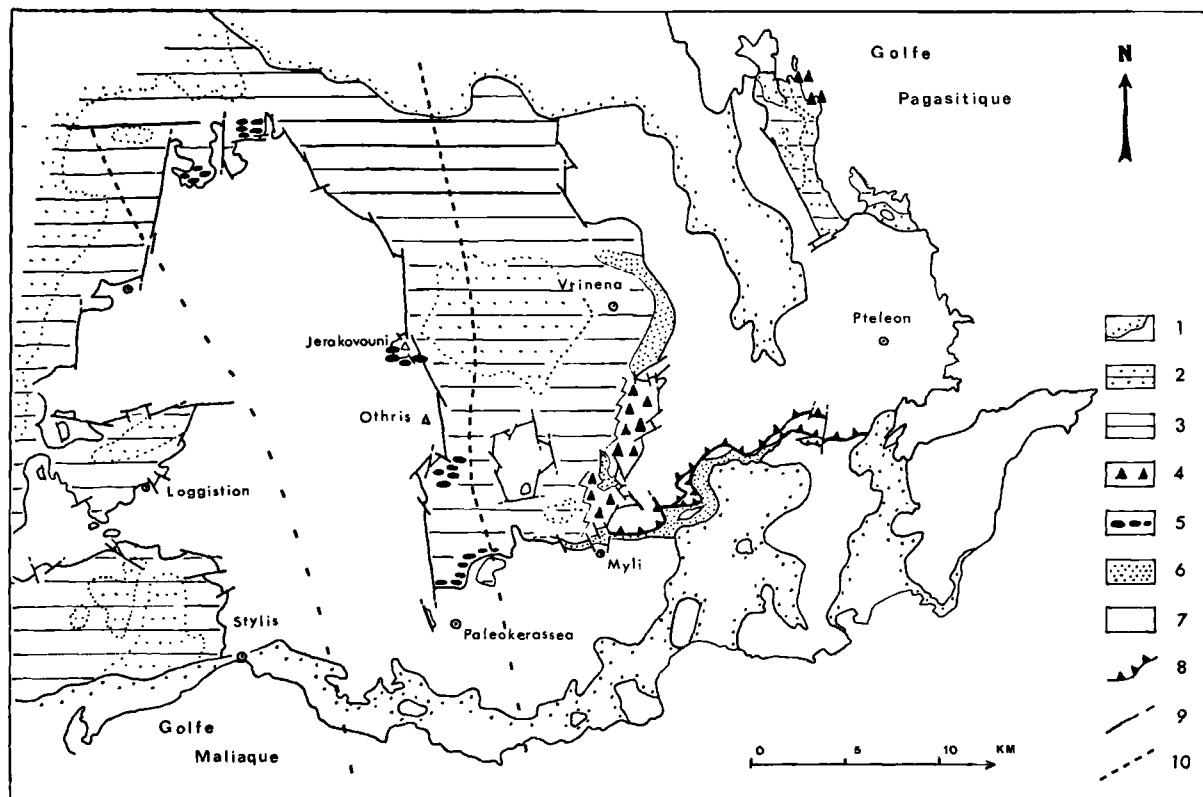 Golfe
Pagasitique
N
Vrinena
Jerakovouni
Pteleon
Othris
Loggistion
Myli
Stylis
Paleokerassea
Golfe
Maliaque
0 5 10 KM
1
2
3
4
5
6
7
8
9
10